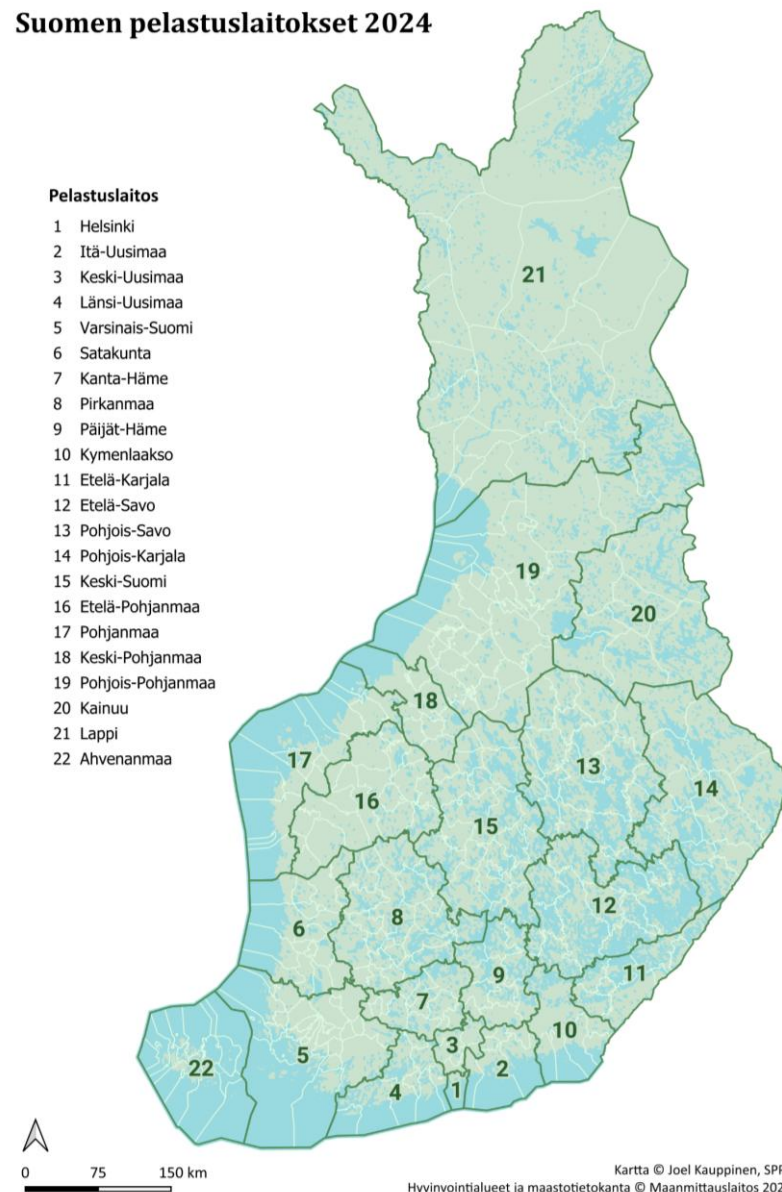 Suomen pelastuslaitokset 2024
Pelastuslaitos
1 Helsinki
2 Itä-Uusimaa
3 Keski-Uusimaa
4 Länsi-Uusimaa
5 Varsinais-Suomi
6 Satakunta
7 Kanta-Häme
8 Pirkanmaa
9 Päijät-Häme
10 Kymenlaakso
11 Etelä-Karjala
12 Etelä-Savo
13 Pohjois-Savo
14 Pohjois-Karjala
15 Keski-Suomi
16 Etelä-Pohjanmaa
17 Pohjanmaa
18 Keski-Pohjanmaa
19 Pohjois-Pohjanmaa
20 Kainuu
21 Lappi
22 Ahvenanmaa
21
19
20
18
17
13
14
16
15
12
6
8
9
11
7
10
3
5
22
2
4
1
0 75 150 km
Kartta © Joel Kauppinen, SP
Hyvinvointialueet ja maastotietokanta © Maanmittauslaitos 202